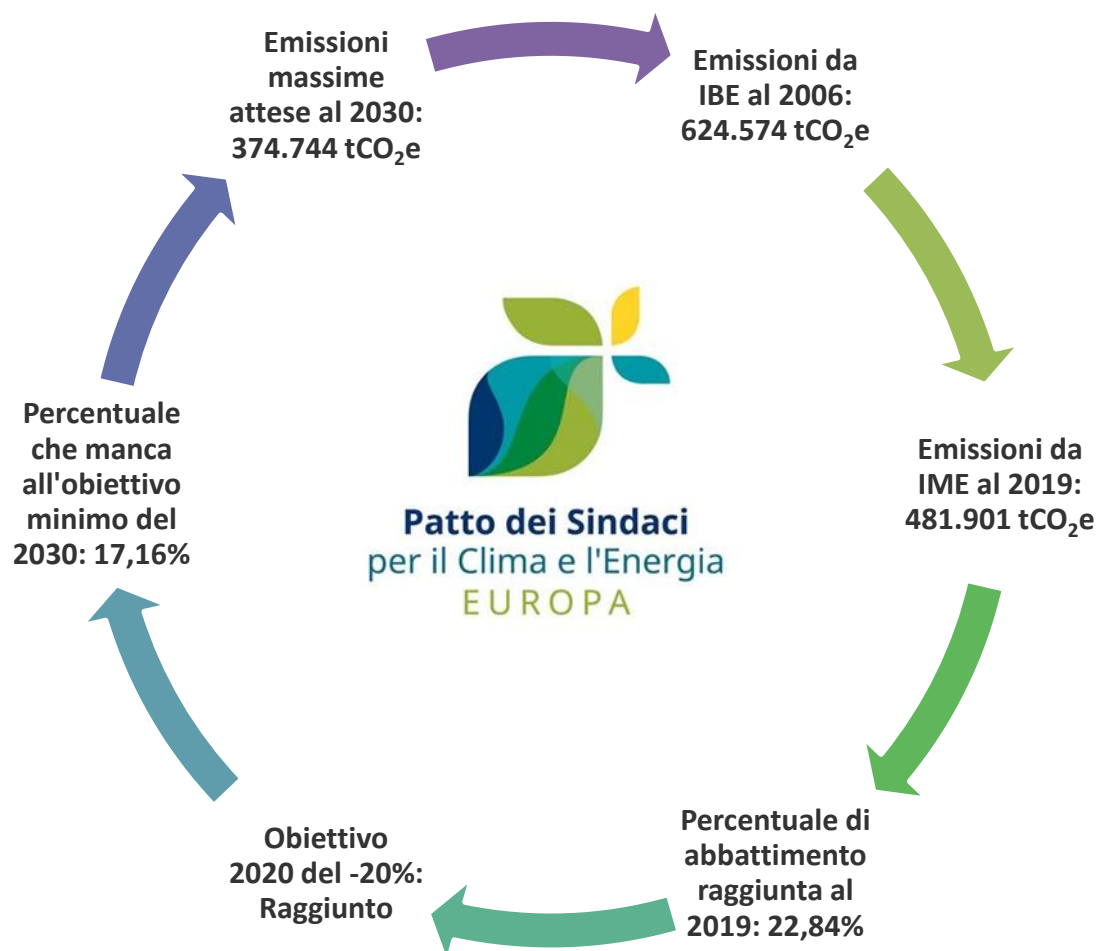 Emissioni
massime
attese al 2030:
374.744 tCO₂e
Emissioni da
IBE al 2006:
624.574 tCO₂e
Emissioni da
IME al 2019:
481.901 tCO₂e
Percentuale di
abbattimento
raggiunta al
2019: 22,84%
Obiettivo
2020 del -20%:
Raggiunto
Percentuale
che manca
all'obiettivo
minimo del
2030: 17,16%
Patto dei Sindaci
per il Clima e l'Energia
EUROPA